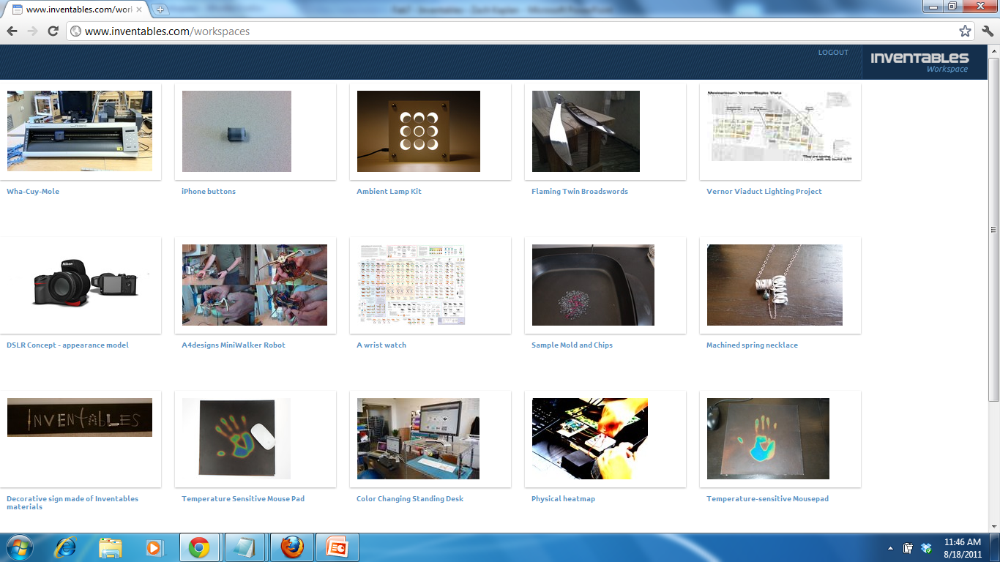 www.inventables.com/worl
www.inventables.com/workspaces
LOGOUT
INVENTABLES
Workspace
Roland
Wha-Cuy-Mole
iPhone buttons
Ambient Lamp Kit
Flaming Twin Broadswords
Vernor Viaduct Lighting Project
Nikon
DSLR Concept - appearance model
A4designs MiniWalker Robot
A wrist watch
Sample Mold and Chips
Machined spring necklace
INVENTABLES
Decorative sign made of Inventables
materials
Temperature Sensitive Mouse Pad
Color Changing Standing Desk
Physical heatmap
Temperature-sensitive Mousepad
11:46 AM
8/18/2011